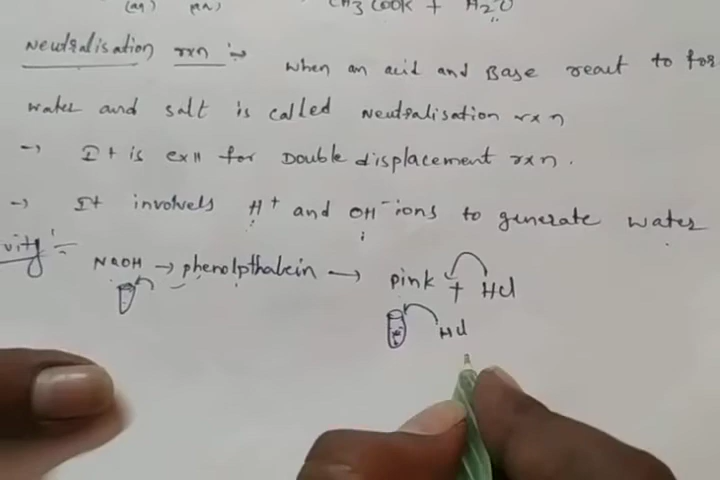 (aq) (aq) CH3COOK + H2O
Neutralisation rxn :- when an acid and Base react to for
water and salt is called Neutralisation rxn
→ It is exll for Double displacement rxn.
→ It involvels H+ and OH- ions to generate water
vity :- NaOH → phenolpthalein → pink + HCl
HCl